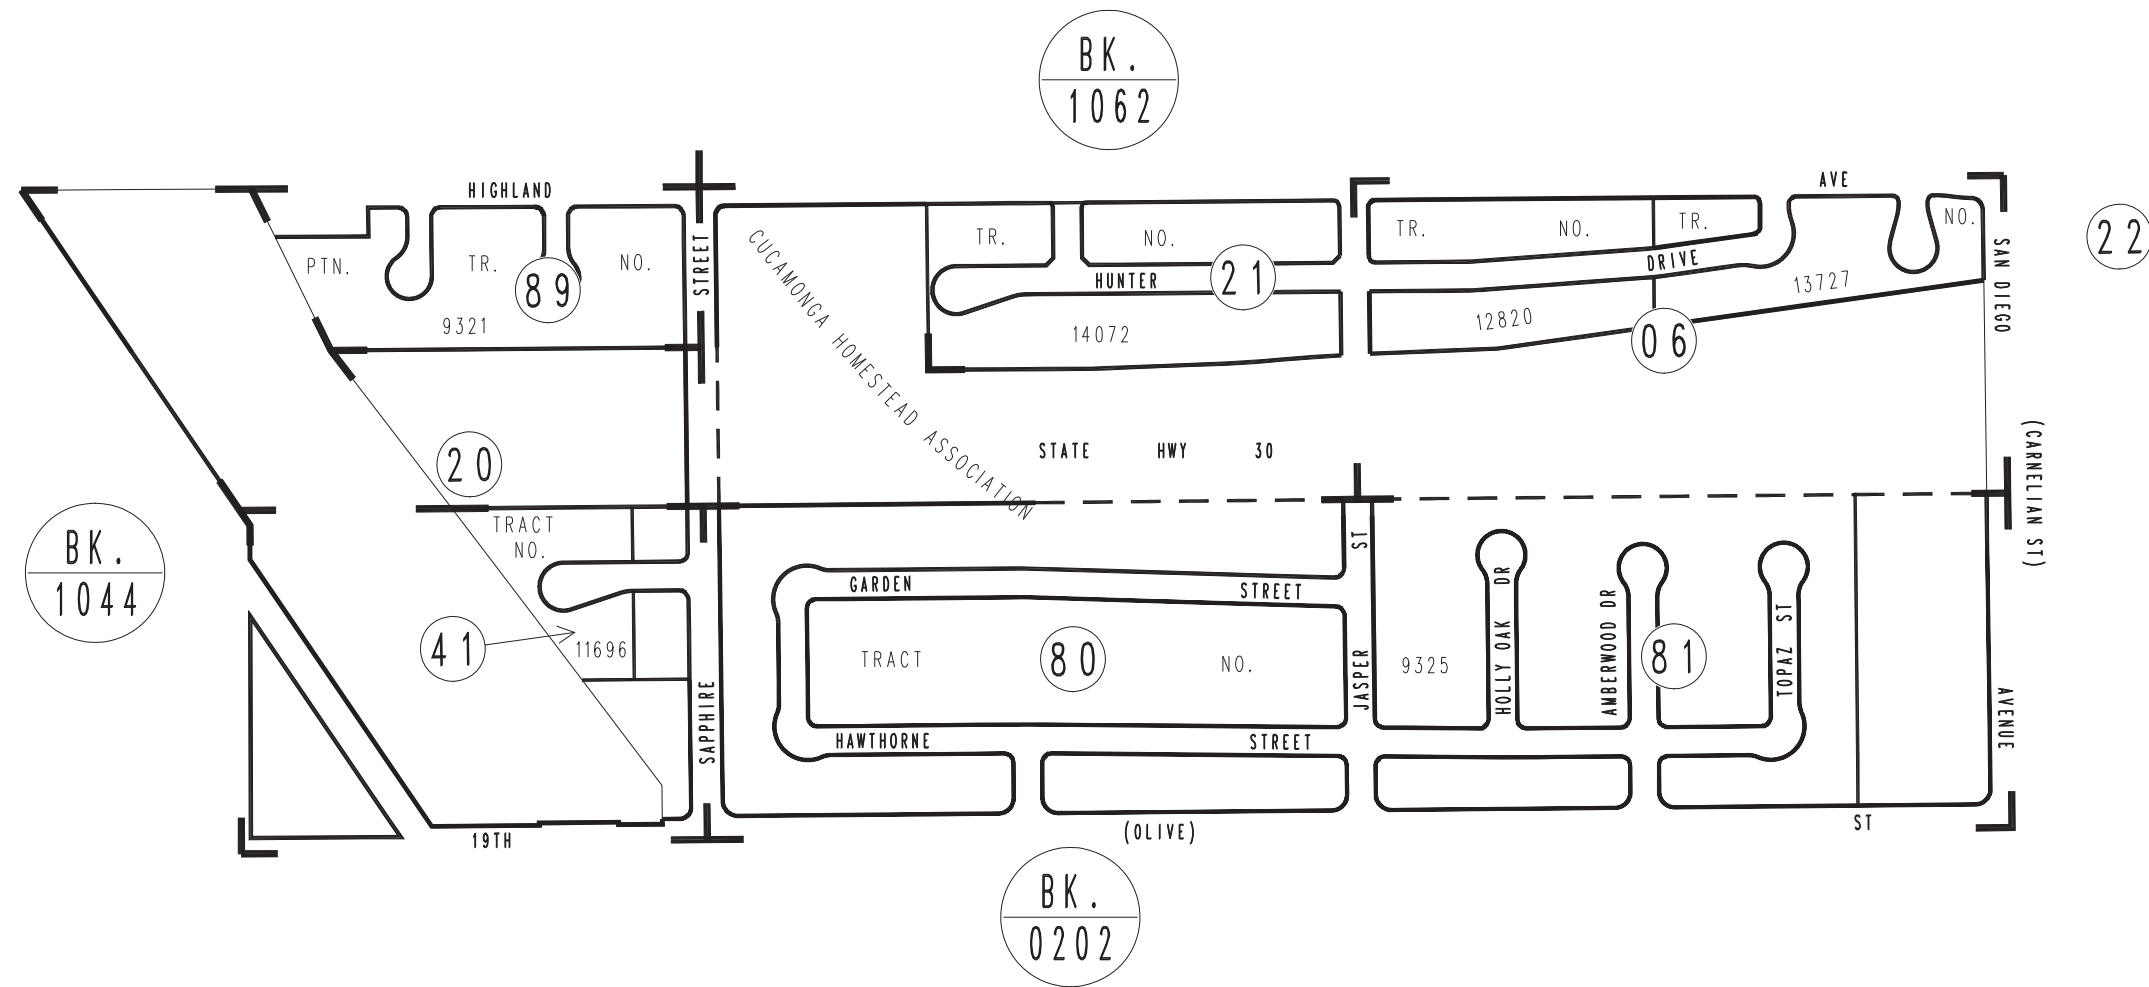 BK.
1062
HIGHLAND
AVE
PTN.
TR.
NO.
89
9321
STREET
CUCAMONGA HOMESTEAD ASSOCIATION
TR.
NO.
HUNTER
21
14072
TR.
NO.
TR.
NO.
DRIVE
13727
12820
06
SAN DIEGO
22
STATE HWY 30
(CARNELIAN ST)
20
TRACT
NO.
BK.
1044
41
11696
SAPPHIRE
GARDEN
STREET
ST
TRACT
80
NO.
JASPER
9325
HOLLY OAK DR
AMBERWOOD DR
81
TOPAZ ST
AVENUE
HAWTHORNE
STREET
19TH
(OLIVE)
ST
BK.
0202